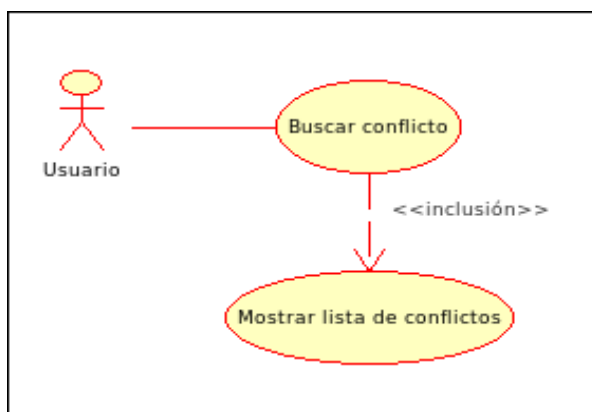 Buscar conflicto
Usuario
<<inclusión>>
Mostrar lista de conflictos